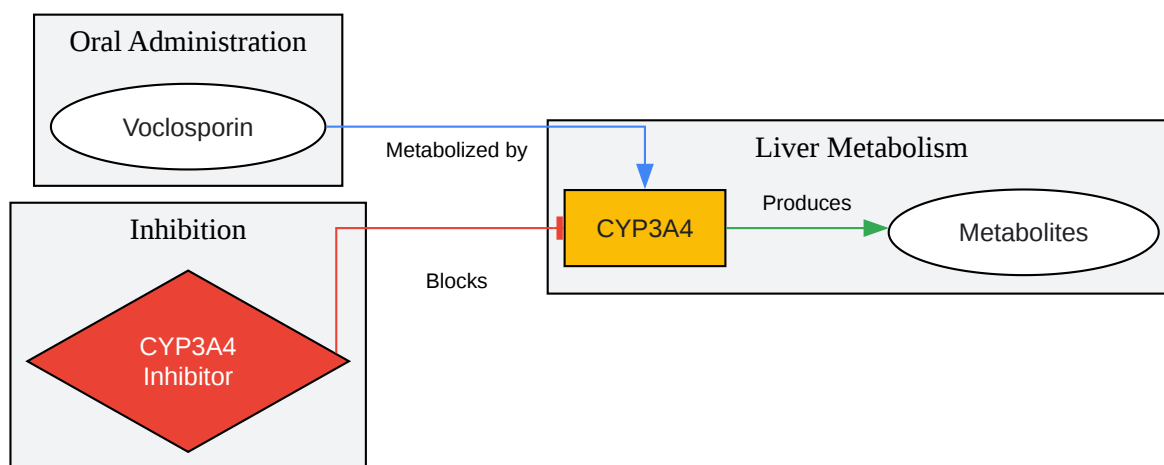 Oral Administration
Voclosporin
Metabolized by
Liver Metabolism
CYP3A4
Produces
Metabolites
Inhibition
Blocks
CYP3A4
Inhibitor